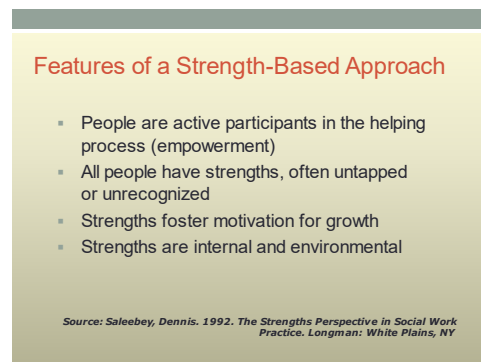 Features of a Strength-Based Approach
▪ People are active participants in the helping
process (empowerment)
▪ All people have strengths, often untapped
or unrecognized
▪ Strengths foster motivation for growth
▪ Strengths are internal and environmental
Source: Saleebey, Dennis. 1992. The Strengths Perspective in Social Work
Practice. Longman: White Plains, NY